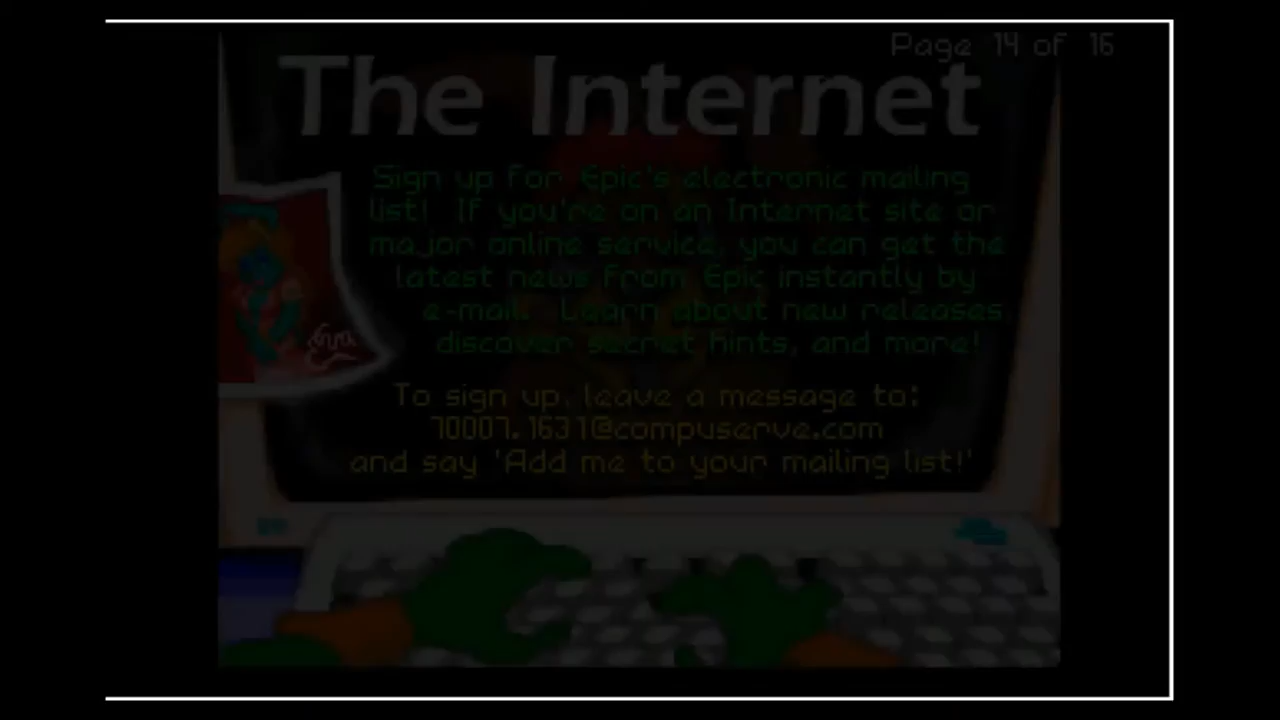 Page 14 of 16
The Internet
Sign up for Epic's electronic mailing
list! If you're on an Internet site or
major online service, you can get the
latest news from Epic instantly by
e-mail. Learn about new releases,
discover secret hints, and more!
To sign up, leave a message to:
70007.1631@compuserve.com
and say 'Add me to your mailing list!'